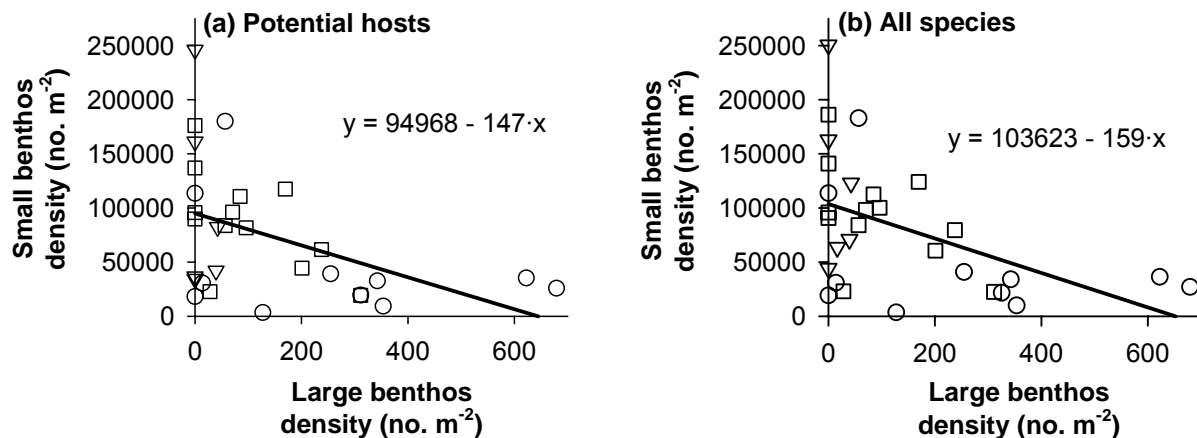 (a) Potential hosts
250000
200000
150000
100000
50000
0
Small benthos
density (no. m⁻²)
y = 94968 - 147·x
0 200 400 600
Large benthos
density (no. m⁻²)
(b) All species
250000
200000
150000
100000
50000
0
Small benthos
density (no. m⁻²)
y = 103623 - 159·x
0 200 400 600
Large benthos
density (no. m⁻²)